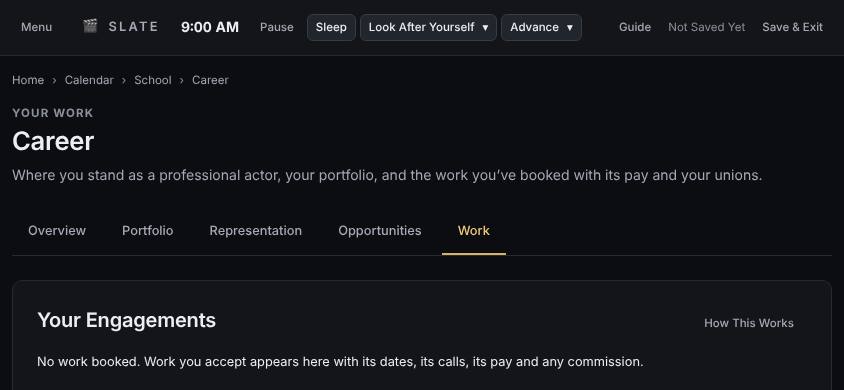 Menu 🎬 SLATE 9:00 AM Pause Sleep Look After Yourself ▾ Advance ▾ Guide Not Saved Yet Save & Exit
Home › Calendar › School › Career
YOUR WORK
Career
Where you stand as a professional actor, your portfolio, and the work you’ve booked with its pay and your unions.
Overview Portfolio Representation Opportunities Work
Your Engagements How This Works
No work booked. Work you accept appears here with its dates, its calls, its pay and any commission.